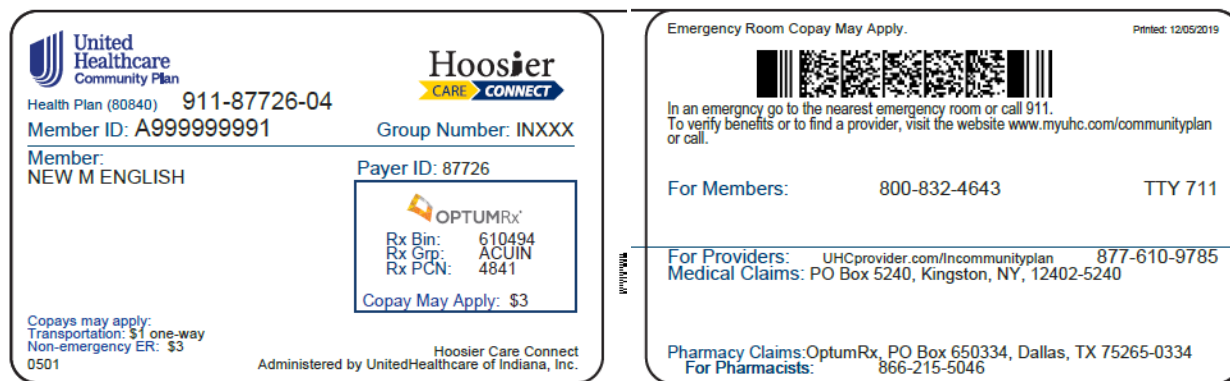 United
Healthcare
Community Plan
Hoosier
CARE CONNECT
Health Plan (80840) 911-87726-04
Member ID: A999999991 Group Number: INXXX
Member:
NEW M ENGLISH
Payer ID: 87726
OPTUMRx
Rx Bin: 610494
Rx Grp: ACUIN
Rx PCN: 4841
Copay May Apply: $3
Copays may apply:
Transportation: $1 one-way
Non-emergency ER: $3
0501
Hoosier Care Connect
Administered by UnitedHealthcare of Indiana, Inc.
Emergency Room Copay May Apply. Printed: 12/05/2019
In an emergncy go to the nearest emergency room or call 911.
To verify benefits or to find a provider, visit the website www.myuhc.com/communityplan
or call.
For Members: 800-832-4643 TTY 711
For Providers: UHCprovider.com/Incommunityplan 877-610-9785
Medical Claims: PO Box 5240, Kingston, NY, 12402-5240
Pharmacy Claims:OptumRx, PO Box 650334, Dallas, TX 75265-0334
For Pharmacists: 866-215-5046